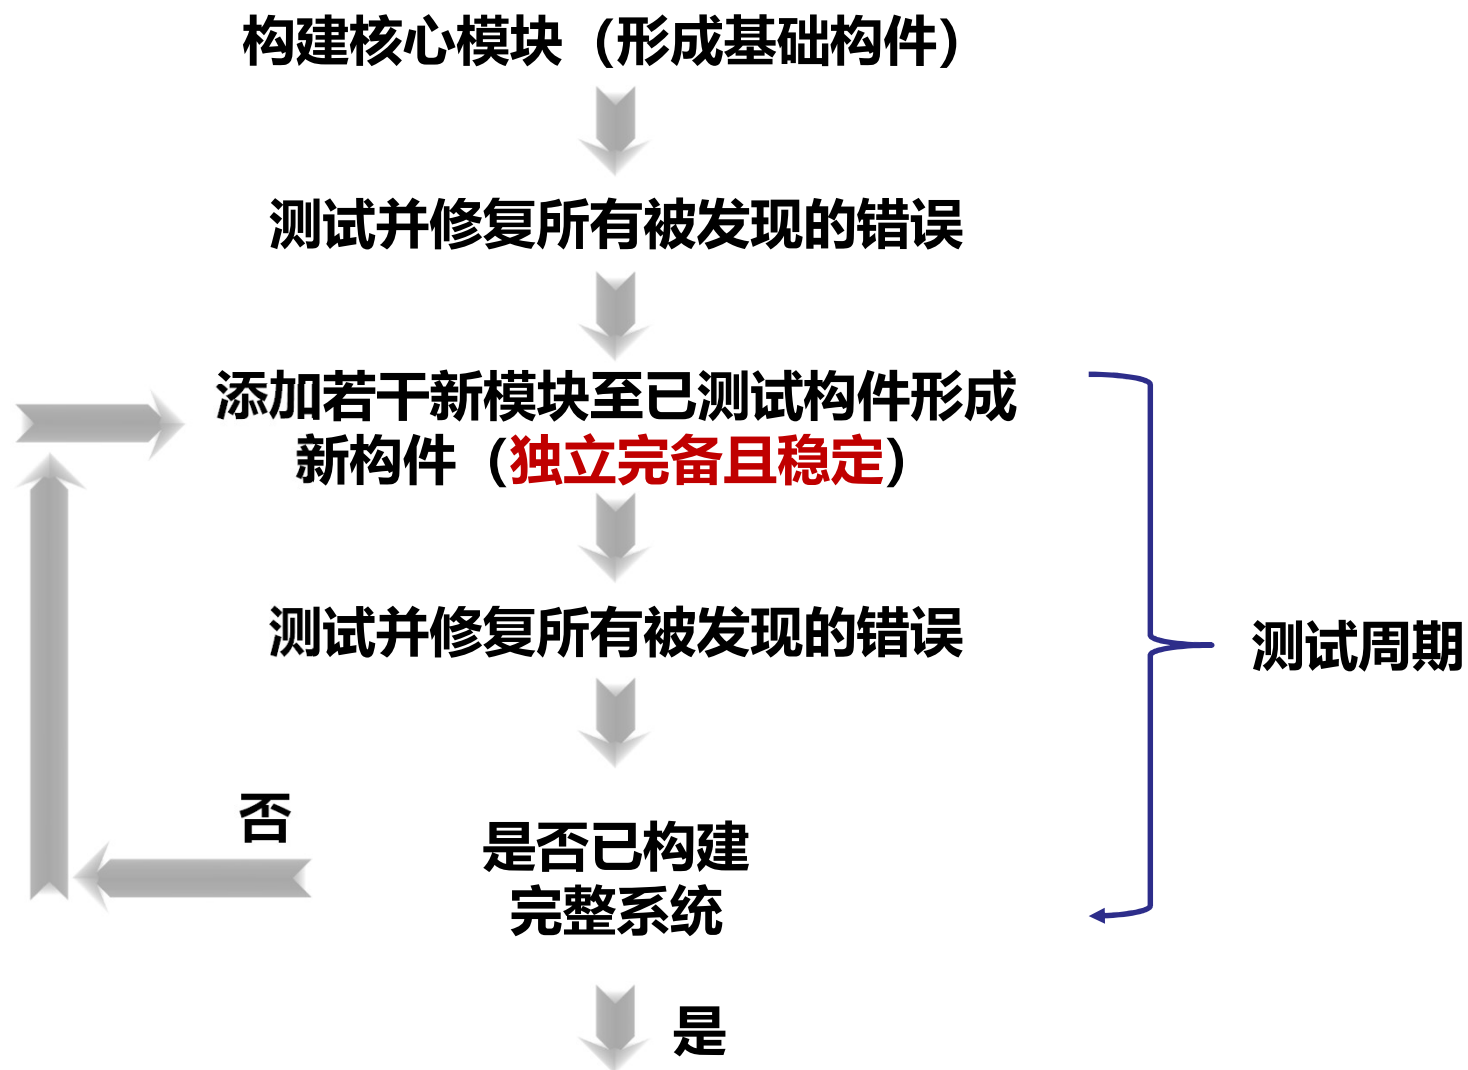 构建核心模块（形成基础构件）
测试并修复所有被发现的错误
添加若干新模块至已测试构件形成
新构件（独立完备且稳定）
测试并修复所有被发现的错误
测试周期
否
是否已构建
完整系统
是